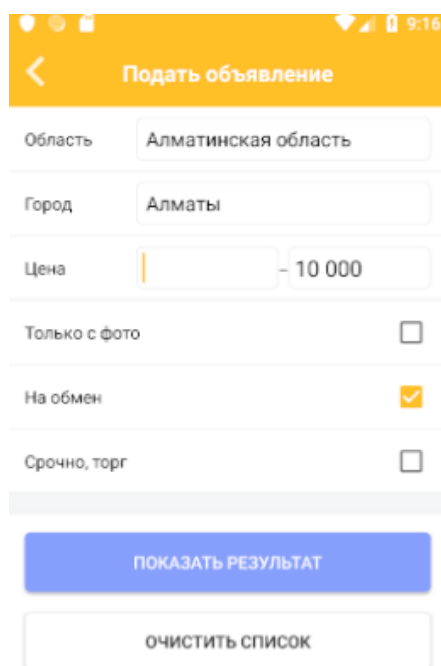 9:16
Подать объявление
Область Алматинская область
Город Алматы
Цена - 10 000
Только с фото
На обмен
Срочно, торг
ПОКАЗАТЬ РЕЗУЛЬТАТ
ОЧИСТИТЬ СПИСОК